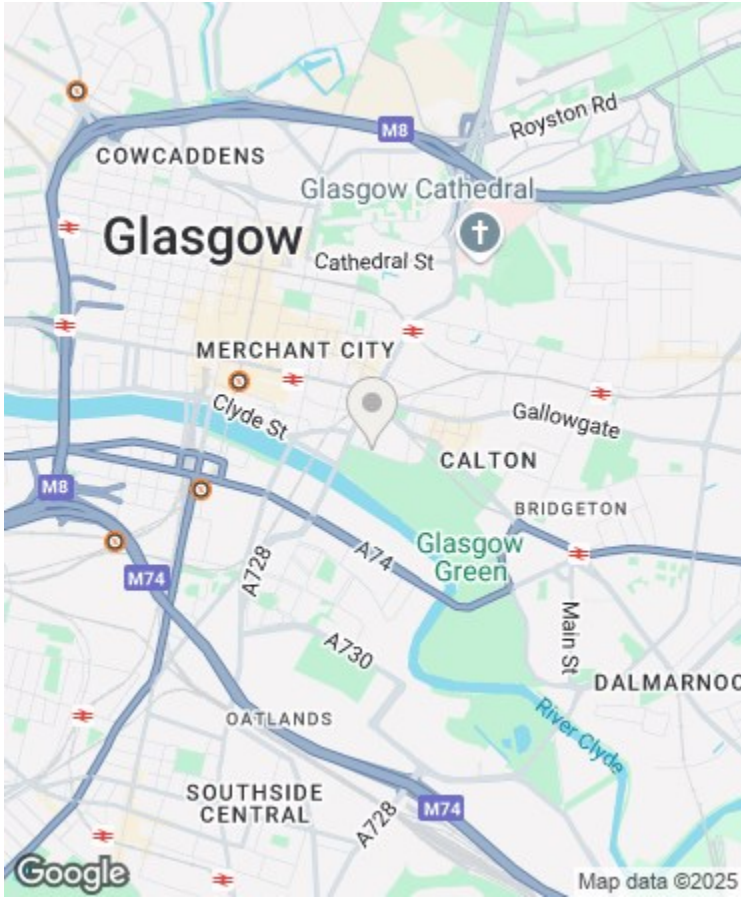 M8
Royston Rd
COWCADDENS
Glasgow Cathedral
Glasgow
Cathedral St
MERCHANT CITY
Clyde St
Gallowgate
CALTON
M8
BRIDGETON
A74
Glasgow
Green
A728
M74
Main St
A730
DALMARNOC
River Clyde
OATLANDS
SOUTHSIDE
CENTRAL
A728
M74
Google
Map data ©2025